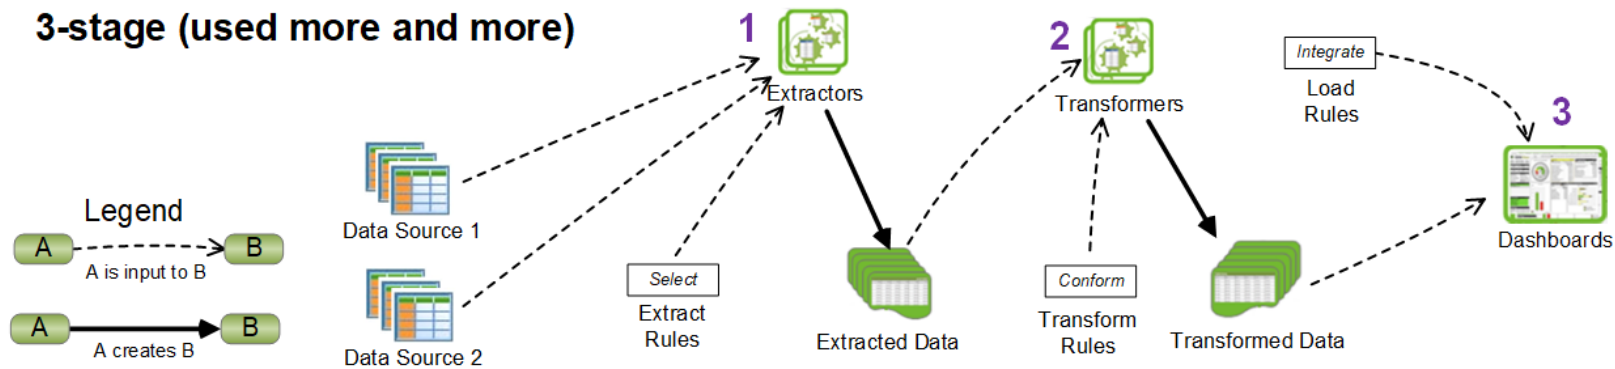 3-stage (used more and more)
1
Extractors
2
Transformers
Integrate
Load
Rules
3
Dashboards
Data Source 1
Data Source 2
Select
Extract
Rules
Extracted Data
Conform
Transform
Rules
Transformed Data
Legend
A
B
A is input to B
A
B
A creates B